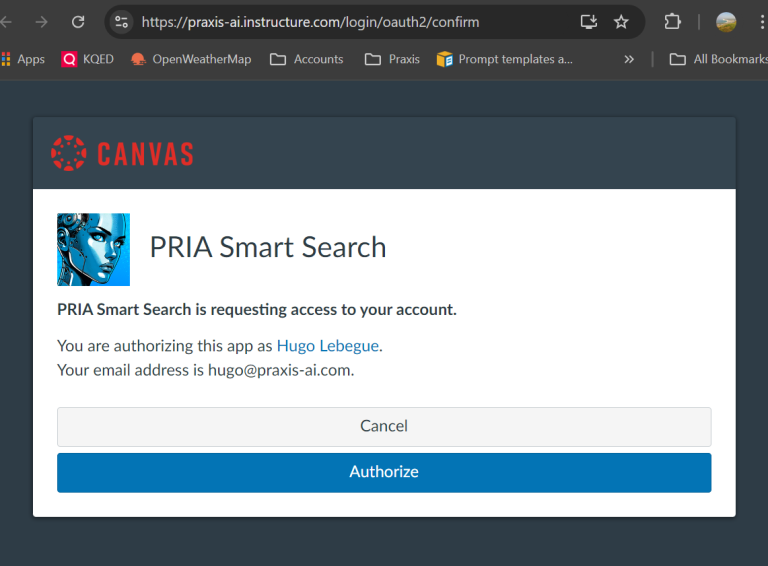 https://praxis-ai.instructure.com/login/oauth2/confirm
Apps KQED OpenWeatherMap Accounts Praxis Prompt templates a... » All Bookmarks
CANVAS
PRIA Smart Search
PRIA Smart Search is requesting access to your account.
You are authorizing this app as Hugo Lebegue.
Your email address is hugo@praxis-ai.com.
Cancel
Authorize